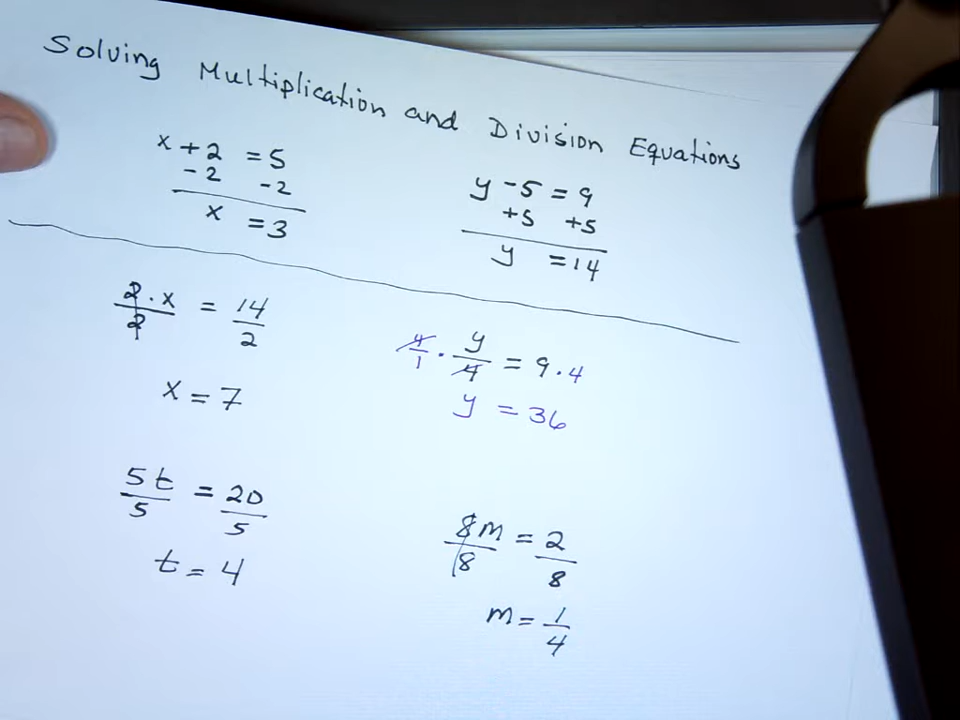 Solving Multiplication and Division Equations
x + 2 = 5
- 2 - 2
x = 3
y - 5 = 9
+5 +5
y = 14
2 · x = 14
2 2
x = 7
4/1 · y/4 = 9 · 4
y = 36
5t = 20
5 5
t = 4
8m = 2
8 8
m = 1/4